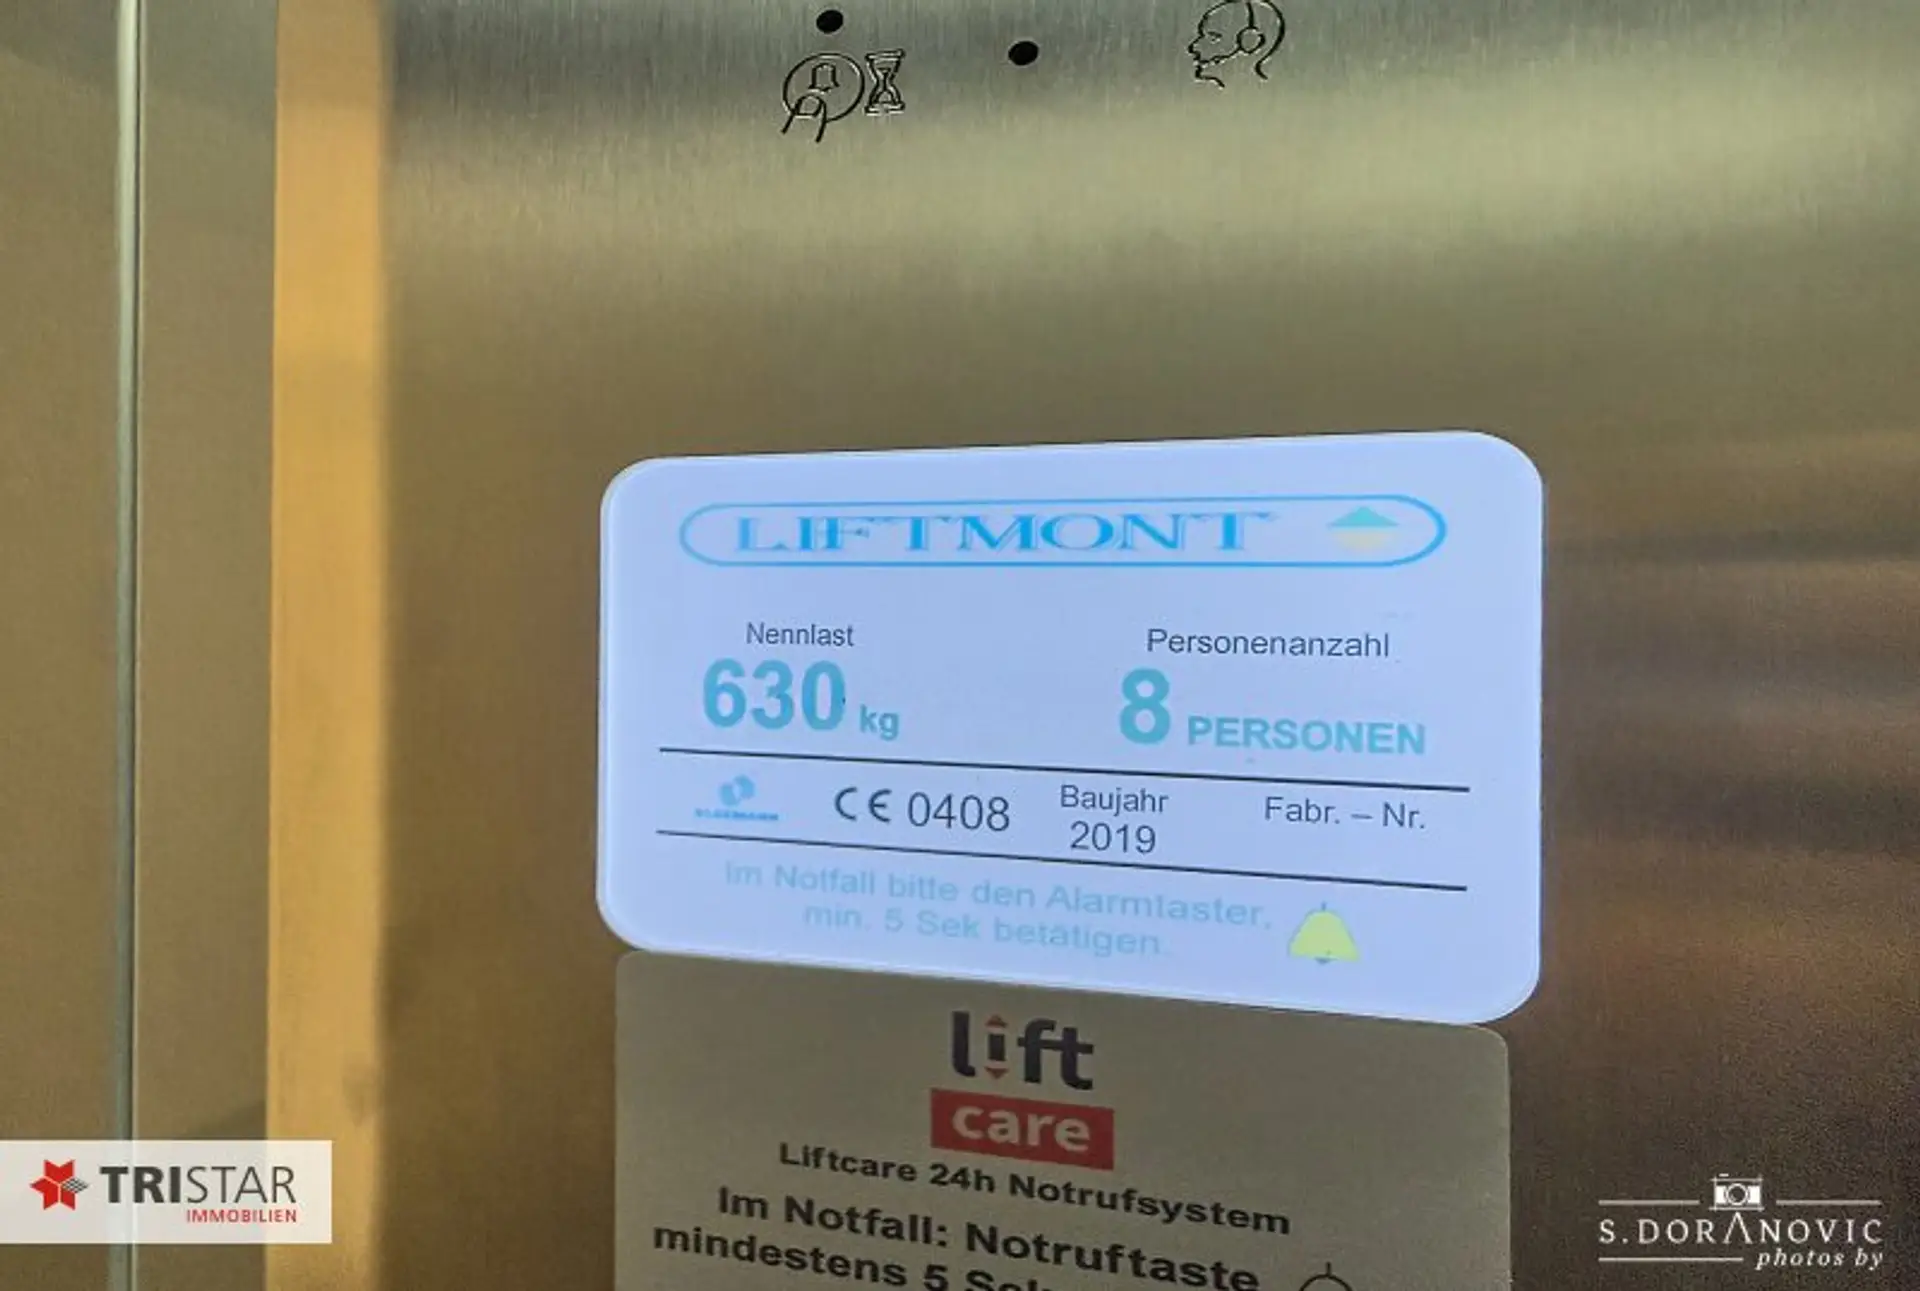 LIFTMONT
Nennlast
630 kg
Personenanzahl
8 PERSONEN
CE 0408
Baujahr
2019
Fabr. – Nr.
Im Notfall bitte den Alarmtaster,
min. 5 Sek betätigen.
lift
care
Liftcare 24h Notrufsystem
Im Notfall: Notruftaste
mindestens 5 Sek
TRISTAR
IMMOBILIEN
S.DORANOVIC
photos by